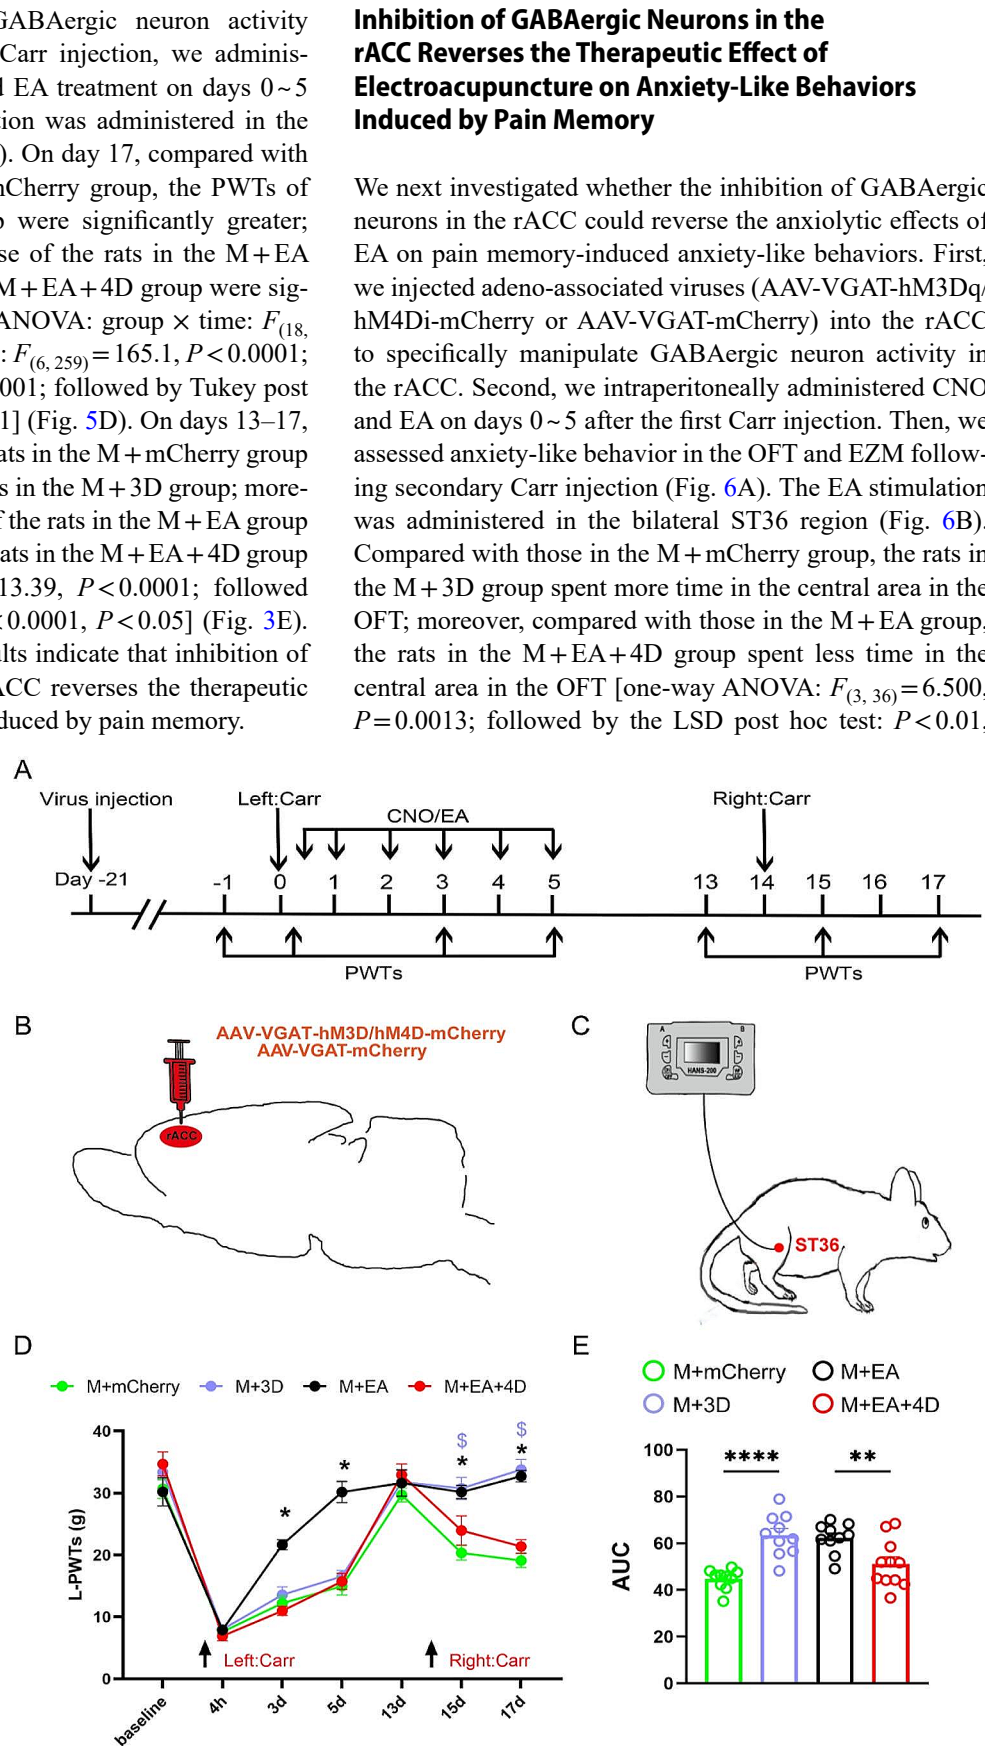 GABAergic neuron activity
Carr injection, we adminis-
EA treatment on days 0~5
was administered in the
). On day 17, compared with
mCherry group, the PWTs of
were significantly greater;
of the rats in the M+EA
M+EA+4D group were sig-
ANOVA: group × time: F(18,
: F(6, 259)=165.1, P<0.0001;
001; followed by Tukey post
1] (Fig. 5D). On days 13–17,
in the M+mCherry group
in the M+3D group; more-
the rats in the M+EA group
in the M+EA+4D group
13.39, P<0.0001; followed
<0.0001, P<0.05] (Fig. 3E).
indicate that inhibition of
ACC reverses the therapeutic
by pain memory.
Inhibition of GABAergic Neurons in the
rACC Reverses the Therapeutic Effect of
Electroacupuncture on Anxiety-Like Behaviors
Induced by Pain Memory
We next investigated whether the inhibition of GABAergic
neurons in the rACC could reverse the anxiolytic effects of
EA on pain memory-induced anxiety-like behaviors. First,
we injected adeno-associated viruses (AAV-VGAT-hM3Dq/
hM4Di-mCherry or AAV-VGAT-mCherry) into the rACC
to specifically manipulate GABAergic neuron activity in
the rACC. Second, we intraperitoneally administered CNO
and EA on days 0~5 after the first Carr injection. Then, we
assessed anxiety-like behavior in the OFT and EZM follow-
ing secondary Carr injection (Fig. 6A). The EA stimulation
was administered in the bilateral ST36 region (Fig. 6B).
Compared with those in the M+mCherry group, the rats in
the M+3D group spent more time in the central area in the
OFT; moreover, compared with those in the M+EA group,
the rats in the M+EA+4D group spent less time in the
central area in the OFT [one-way ANOVA: F(3, 36)=6.500,
P=0.0013; followed by the LSD post hoc test: P<0.01,
A
Virus injection Left:Carr Right:Carr
CNO/EA
Day -21 -1 0 1 2 3 4 5 13 14 15 16 17
PWTs PWTs
B
AAV-VGAT-hM3D/hM4D-mCherry
AAV-VGAT-mCherry
rACC
C
A B
HANS-200
ST36
D
M+mCherry M+3D M+EA M+EA+4D
L-PWTs (g)
40
30
20
10
0
* * $ * $ *
Left:Carr Right:Carr
baseline 4h 3d 5d 13d 15d 17d
E
M+mCherry M+EA
M+3D M+EA+4D
AUC
100
80
60
40
20
0
**** **